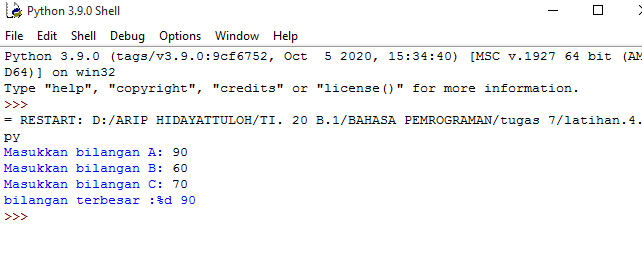 Python 3.9.0 Shell
File Edit Shell Debug Options Window Help
Python 3.9.0 (tags/v3.9.0:9cf6752, Oct  5 2020, 15:34:40) [MSC v.1927 64 bit (AM
D64)] on win32
Type "help", "copyright", "credits" or "license()" for more information.
>>>
= RESTART: D:/ARIP HIDAYATTULOH/TI. 20 B.1/BAHASA PEMROGRAMAN/tugas 7/latihan.4.
py
Masukkan bilangan A: 90
Masukkan bilangan B: 60
Masukkan bilangan C: 70
bilangan terbesar :%d 90
>>>